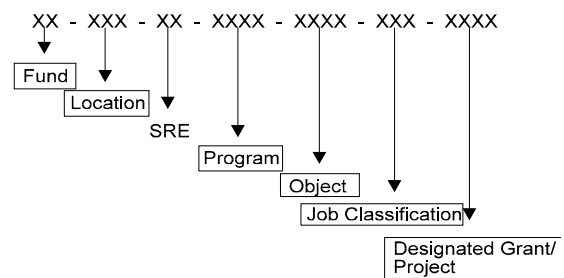 XX - XXX - XX - XXXX - XXXX - XXX - XXXX
Fund
Location
SRE
Program
Object
Job Classification
Designated Grant/
Project